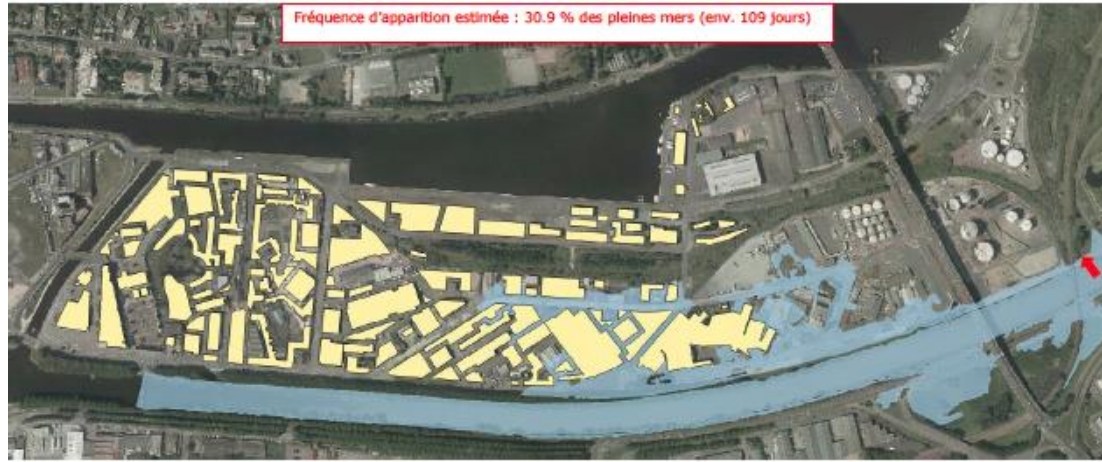 Fréquence d'apparition estimée : 30.9 % des pleines mers (env. 109 jours)